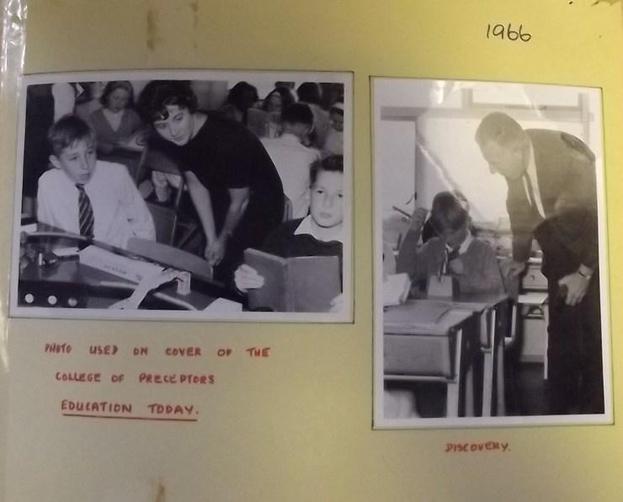 1966
PHOTO USED ON COVER OF THE
COLLEGE OF PRECEPTORS
EDUCATION TODAY.
DISCOVERY.